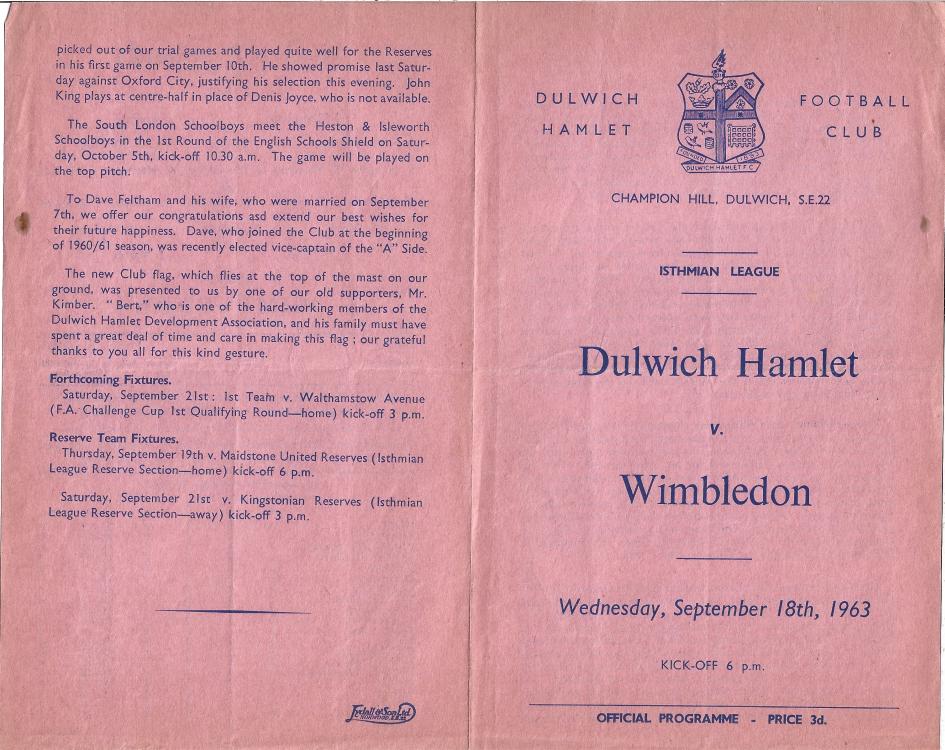 picked out of our trial games and played quite well for the Reserves
in his first game on September 10th. He showed promise last Satur-
day against Oxford City, justifying his selection this evening. John
King plays at centre-half in place of Denis Joyce, who is not available.
The South London Schoolboys meet the Heston & Isleworth
Schoolboys in the 1st Round of the English Schools Shield on Satur-
day, October 5th, kick-off 10.30 a.m. The game will be played on
the top pitch.
To Dave Feltham and his wife, who were married on September
7th, we offer our congratulations asd extend our best wishes for
their future happiness. Dave, who joined the Club at the beginning
of 1960/61 season, was recently elected vice-captain of the "A" Side.
The new Club flag, which flies at the top of the mast on our
ground, was presented to us by one of our old supporters, Mr.
Kimber. "Bert," who is one of the hard-working members of the
Dulwich Hamlet Development Association, and his family must have
spent a great deal of time and care in making this flag ; our grateful
thanks to you all for this kind gesture.
Forthcoming Fixtures.
Saturday, September 21st : 1st Team v. Walthamstow Avenue
(F.A. Challenge Cup 1st Qualifying Round—home) kick-off 3 p.m.
Reserve Team Fixtures.
Thursday, September 19th v. Maidstone United Reserves (Isthmian
League Reserve Section—home) kick-off 6 p.m.
Saturday, September 21st v. Kingstonian Reserves (Isthmian
League Reserve Section—away) kick-off 3 p.m.
DULWICH FOOTBALL
HAMLET CLUB
DULWICH HAMLET F C
CHAMPION HILL, DULWICH, S.E.22
ISTHMIAN LEAGUE
Dulwich Hamlet
v.
Wimbledon
Wednesday, September 18th, 1963
KICK-OFF 6 p.m.
OFFICIAL PROGRAMME - PRICE 3d.